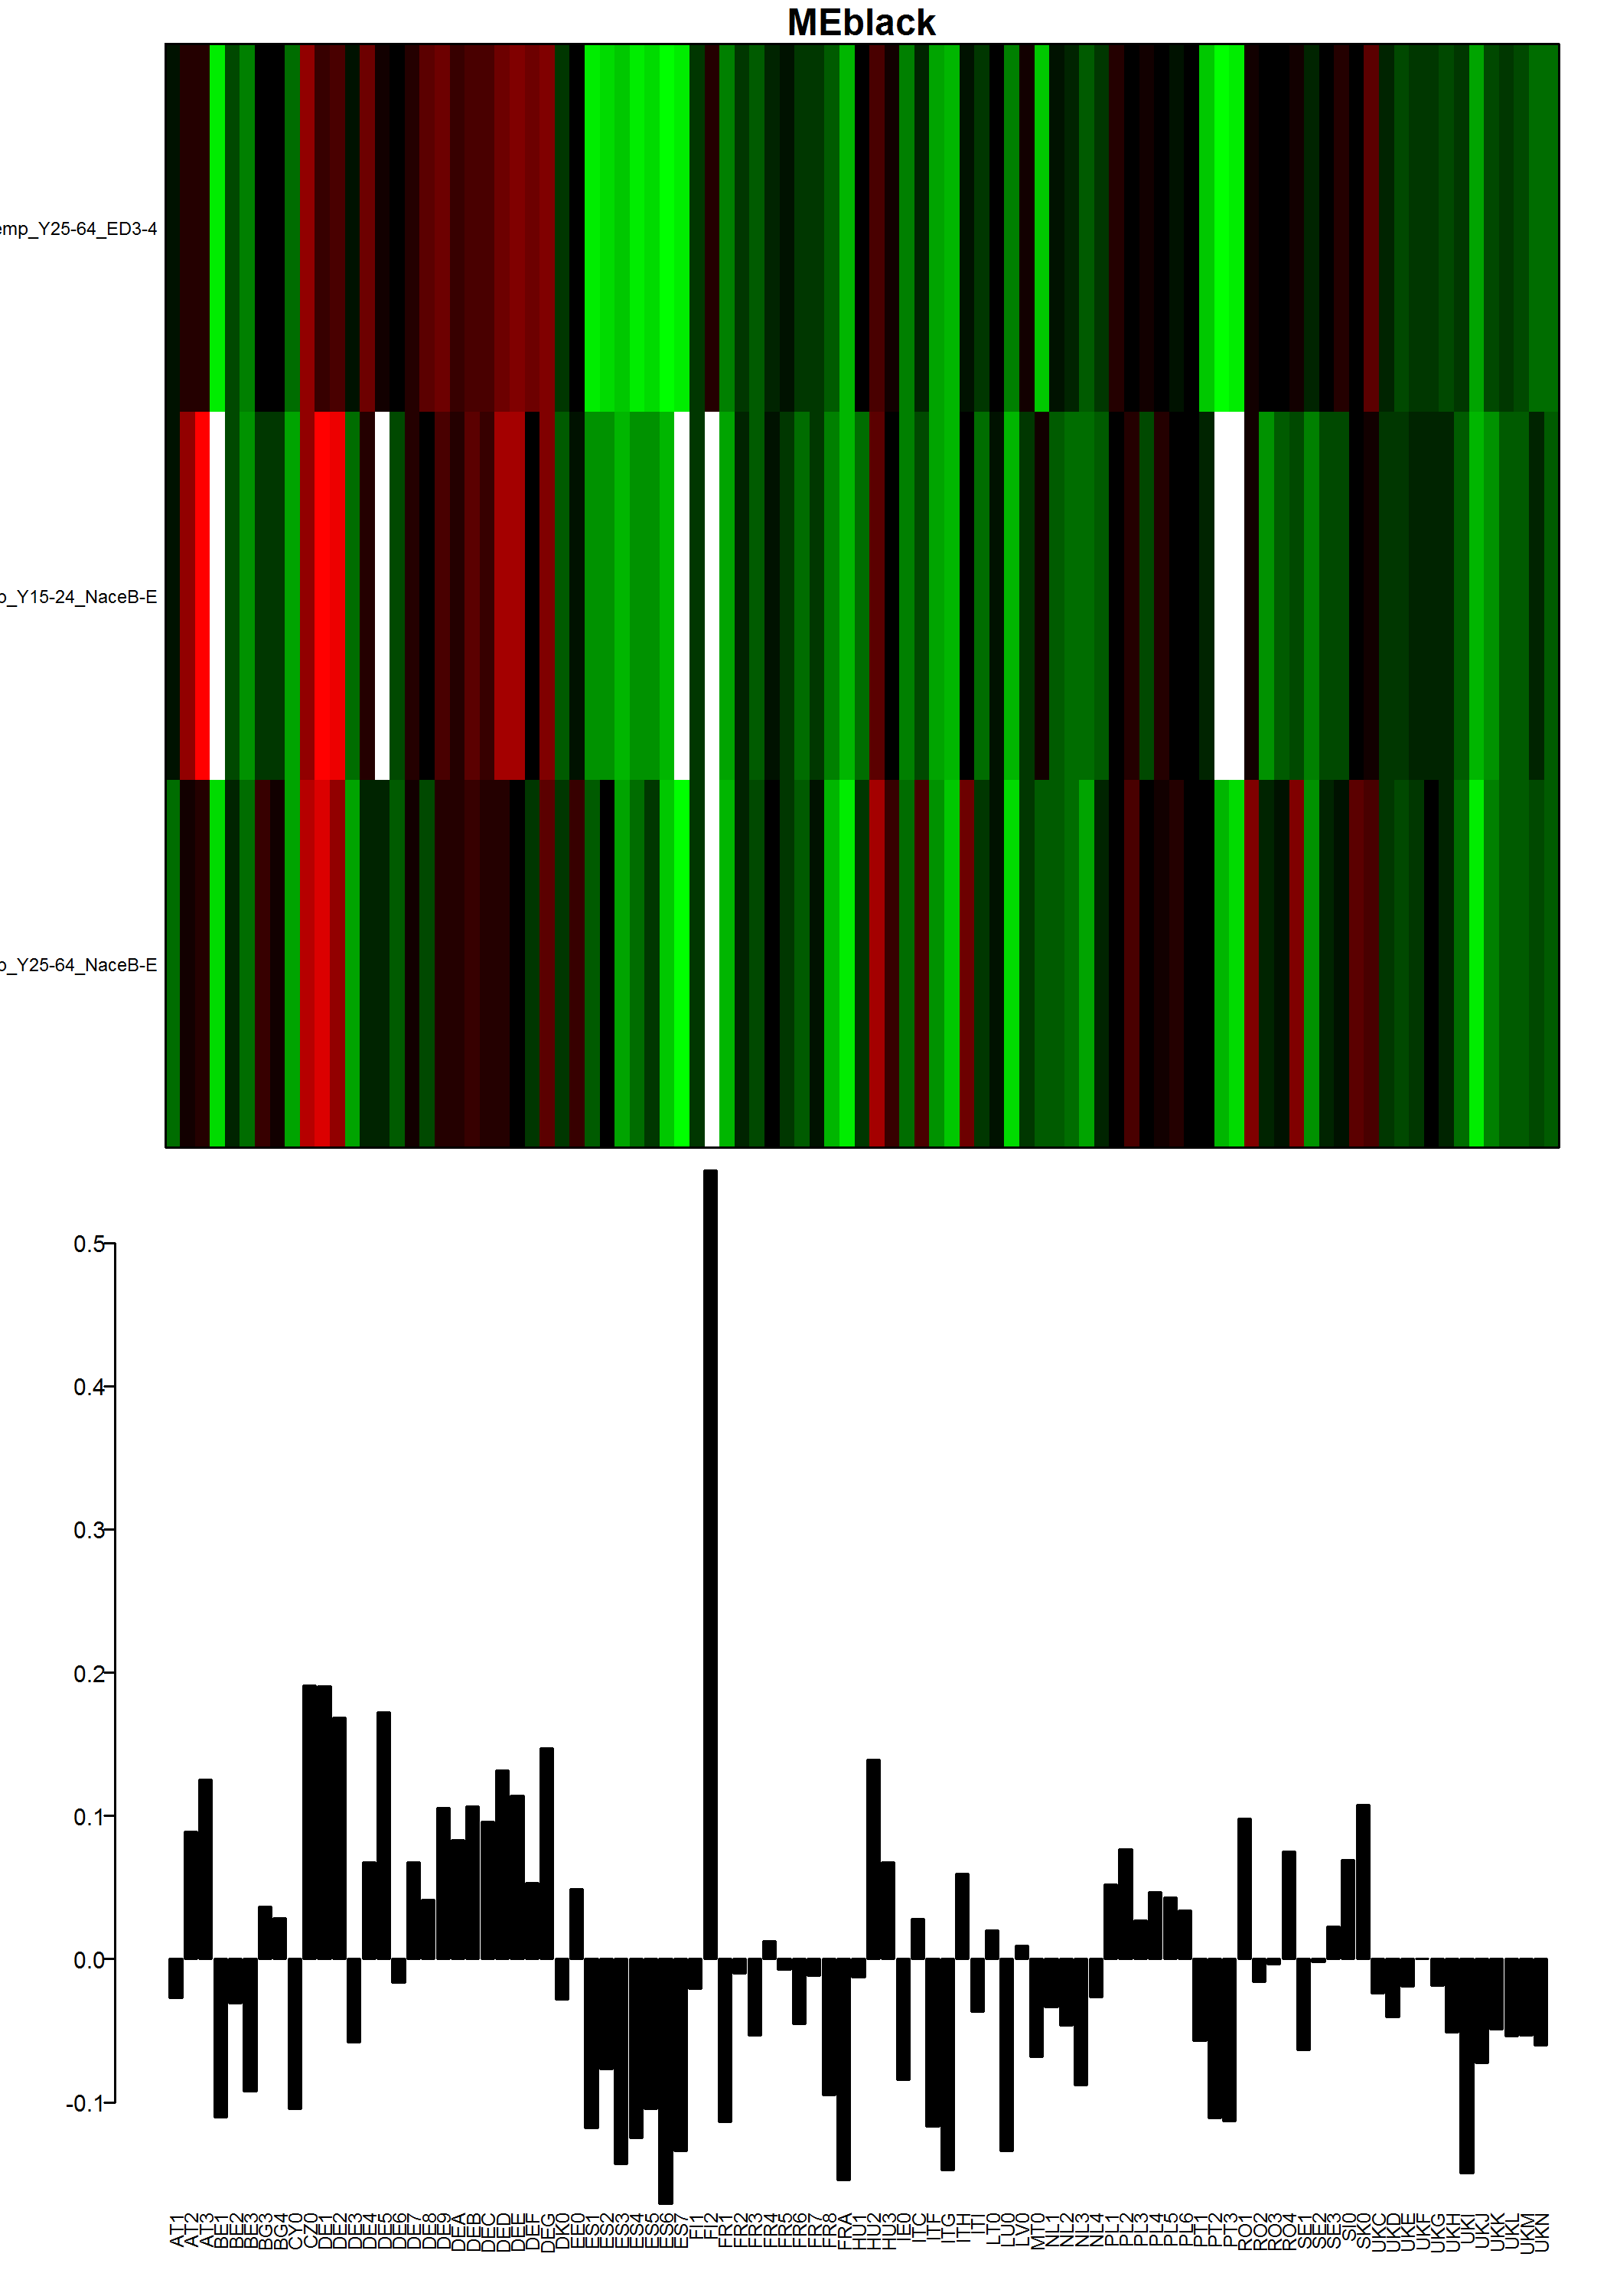 MEblack
emp_Y25-64_ED3-4
o_Y15-24_NaceB-E
o_Y25-64_NaceB-E
0.5
0.4
0.3
0.2
0.1
0.0
-0.1
AT1
AT2
AT3
BE1
BE2
BE3
BG3
BG4
CY0
CZ0
DE1
DE2
DE3
DE4
DE5
DE6
DE7
DE8
DE9
DEA
DEB
DEC
DED
DEE
DEF
DEG
DK0
EE0
ES1
ES2
ES3
ES4
ES5
ES6
ES7
FI1
FI2
FR1
FR2
FR3
FR4
FR5
FR6
FR7
FR8
FRA
HU1
HU2
HU3
IE0
ITC
ITF
ITG
ITH
ITI
LT0
LU0
LV0
MT0
NL1
NL2
NL3
NL4
PL1
PL2
PL3
PL4
PL5
PL6
PT1
PT2
PT3
RO1
RO2
RO3
RO4
SE1
SE2
SE3
SI0
SK0
UKC
UKD
UKE
UKF
UKG
UKH
UKI
UKJ
UKK
UKL
UKM
UKN